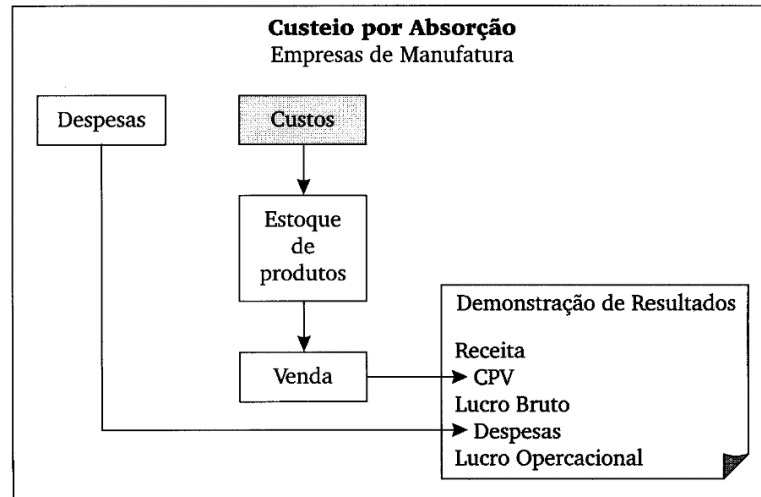 Custeio por Absorção
Empresas de Manufatura
Despesas
Custos
Estoque
de
produtos
Venda
Demonstração de Resultados
Receita
CPV
Lucro Bruto
Despesas
Lucro Opercacional